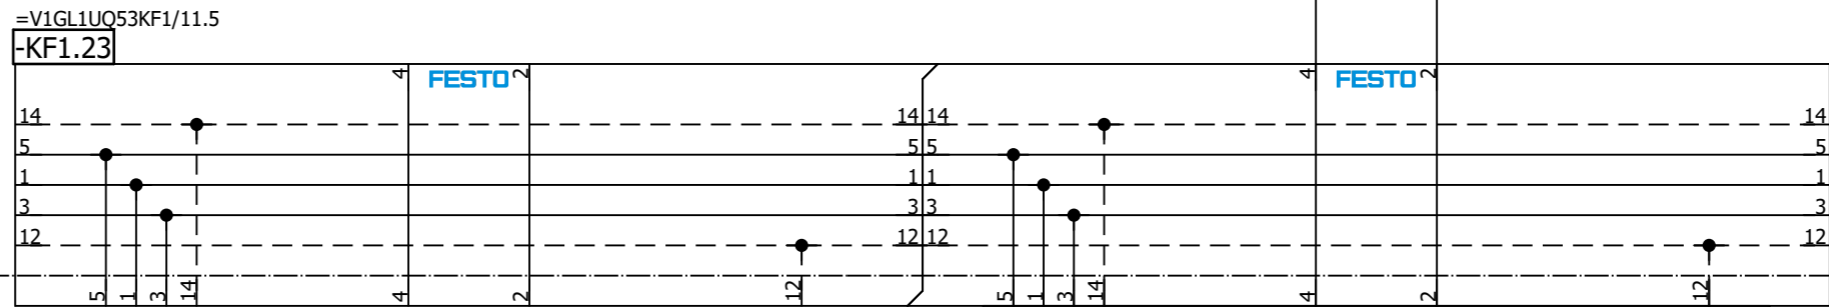 =V1GL1UQ53KF1/11.5
-KF1.23
4 FESTO 2 4 FESTO 2
14 14 14 14
5 5 5 5
1 1 1 1
3 3 3 3
12 12 12 12
5 1 3 14 4 2 12 5 1 3 14 4 2 12